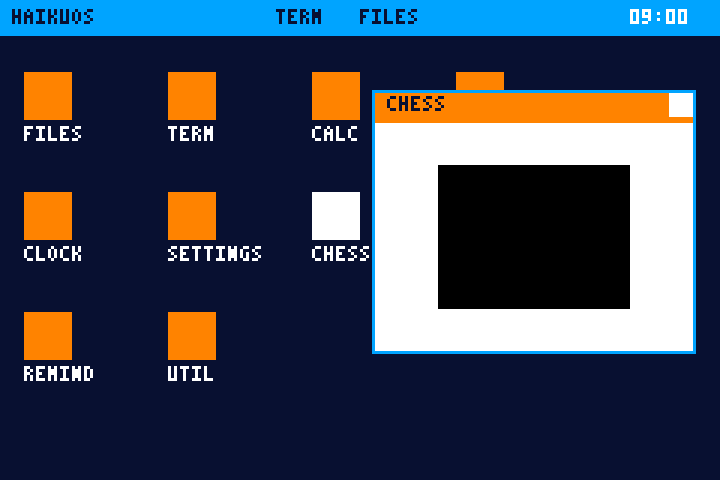 HAIKUOS TERM FILES 09:00
CHESS
FILES TERM CALC
CLOCK SETTINGS CHESS
REMIND UTIL